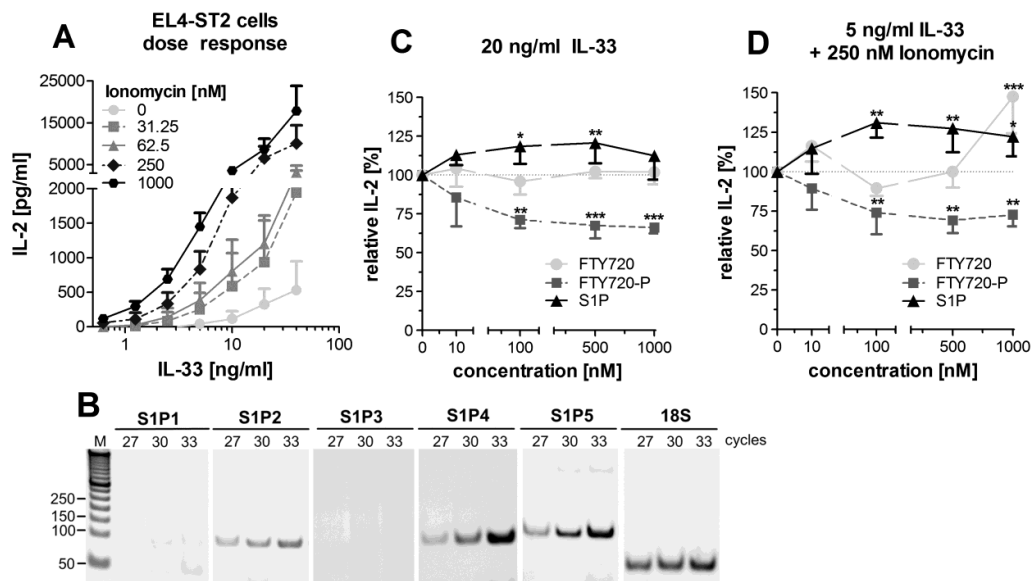 A
EL4-ST2 cells
dose response
IL-2 [pg/ml]
25000
15000
5000
2000
1500
1000
500
0
Ionomycin [nM]
0
31.25
62.5
250
1000
1 10 100
IL-33 [ng/ml]
C
20 ng/ml IL-33
relative IL-2 [%]
150
125
100
75
50
25
0
* **
** *** ***
FTY720
FTY720-P
S1P
0 10 100 500 1000
concentration [nM]
D
5 ng/ml IL-33
+ 250 nM Ionomycin
relative IL-2 [%]
150
125
100
75
50
25
0
***
** ** *
** ** **
FTY720
FTY720-P
S1P
0 10 100 500 1000
concentration [nM]
B
S1P1 S1P2 S1P3 S1P4 S1P5 18S
M 27 30 33 27 30 33 27 30 33 27 30 33 27 30 33 27 30 33 cycles
250
150
100
50